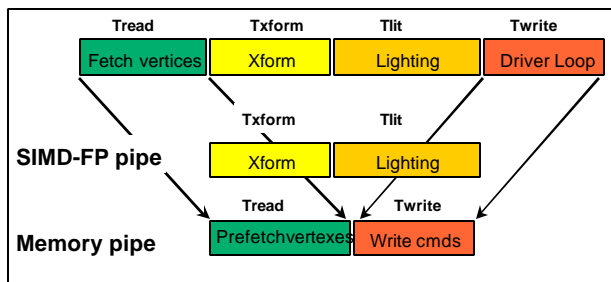 Tread Txform Tlit Twrite
Fetch vertices Xform Lighting Driver Loop
Txform Tlit
SIMD-FP pipe
Xform Lighting
Tread Twrite
Memory pipe
Prefetchvertexes Write cmds